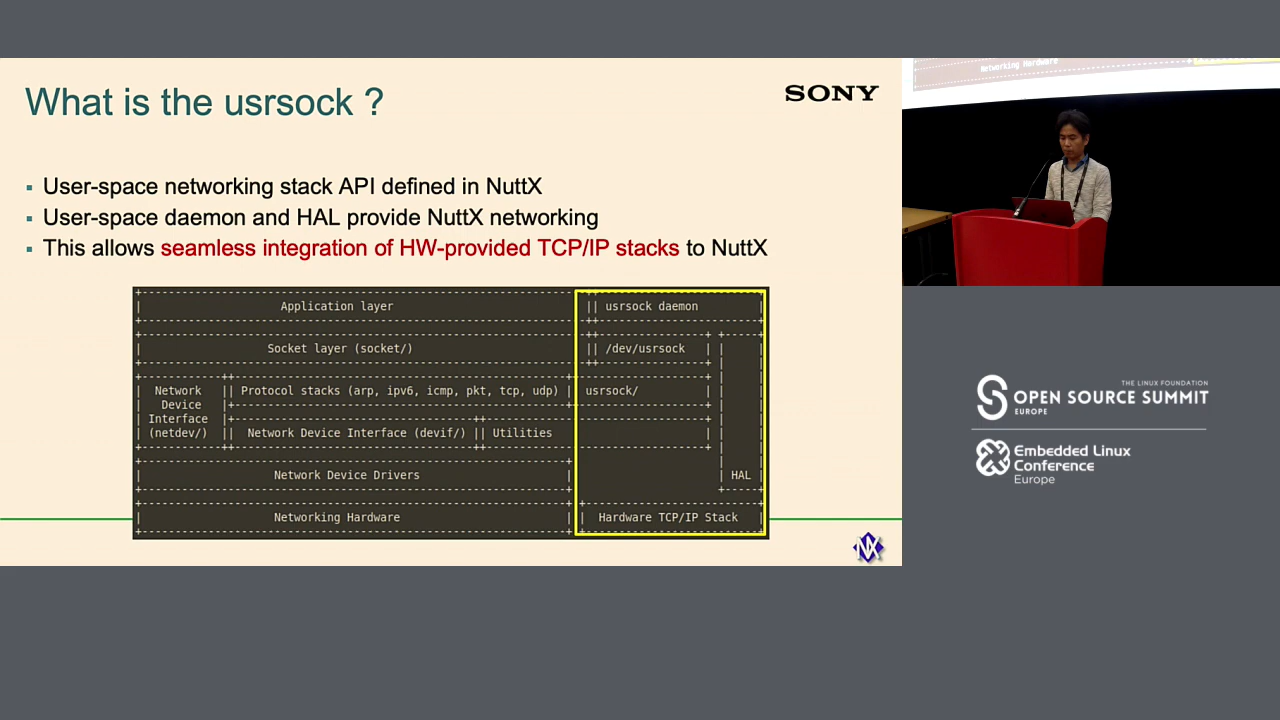 What is the usrsock ?
SONY
User-space networking stack API defined in NuttX
User-space daemon and HAL provide NuttX networking
This allows seamless integration of HW-provided TCP/IP stacks to NuttX
Application layer || usrsock daemon
Socket layer (socket/) || /dev/usrsock
Network || Protocol stacks (arp, ipv6, icmp, pkt, tcp, udp) | usrsock/
Device
Interface
(netdev/) || Network Device Interface (devif/) || Utilities
Network Device Drivers | HAL |
Networking Hardware || Hardware TCP/IP Stack
NX
Networking Hardware
THE LINUX FOUNDATION
OPEN SOURCE SUMMIT
EUROPE
Embedded Linux
Conference
Europe